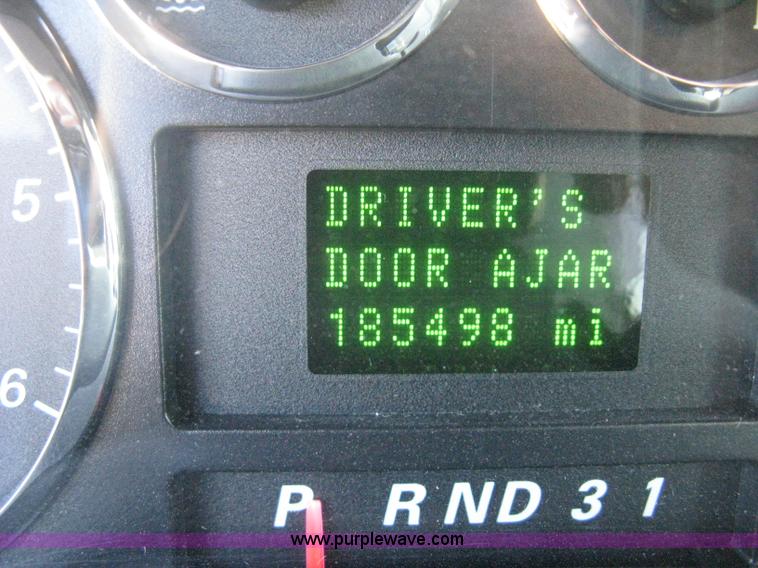 5
6
DRIVER'S
DOOR AJAR
185498 mi
P RND 3 1
www.purplewave.com